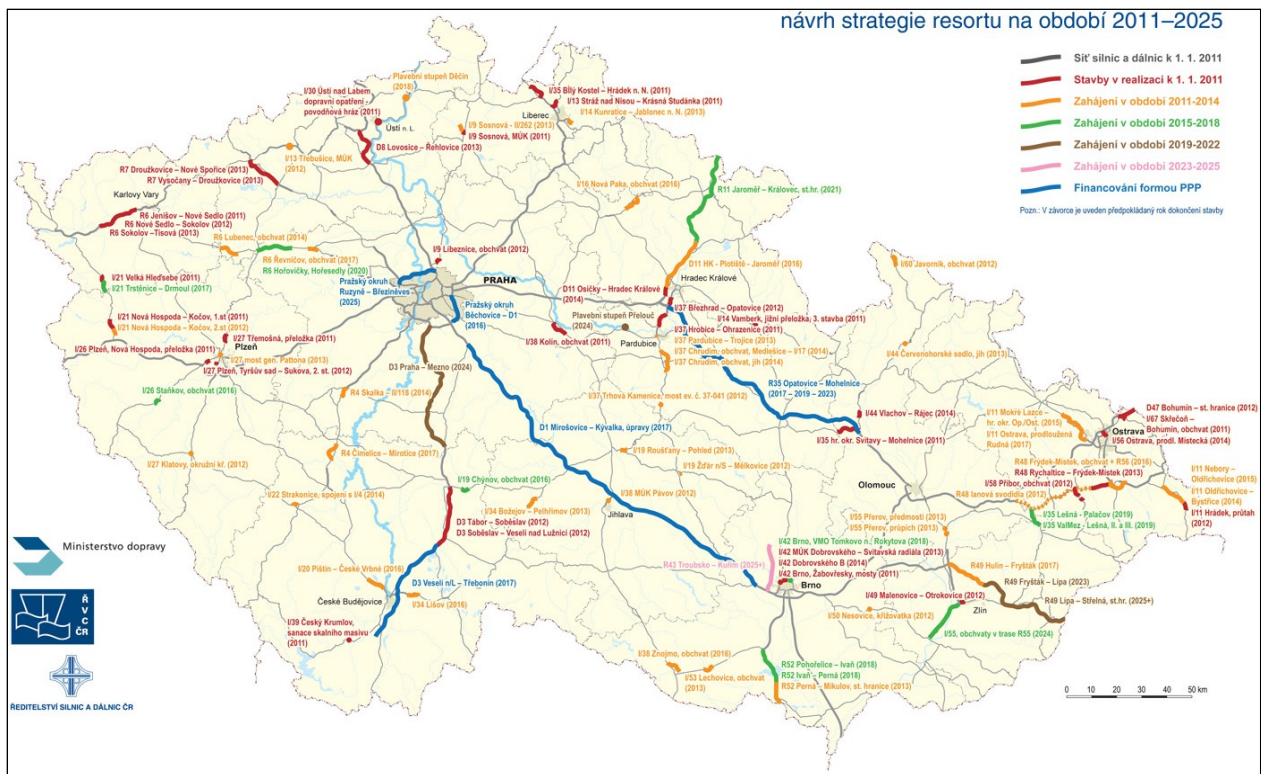 návrh strategie resortu na období 2011–2025
Síť silnic a dálnic k 1. 1. 2011
Stavby v realizaci k 1. 1. 2011
Zahájení v období 2011-2014
Zahájení v období 2015-2018
Zahájení v období 2019-2022
Zahájení v období 2023-2025
Financování formou PPP
Pozn.: V závorce je uveden předpokládaný rok dokončení stavby
Plavební stupeň Děčín
(2018)
I/30 Ústí nad Labem
dopravní opatření -
povodňová hráz (2011)
Ústí n. L.
I/35 Bílý Kostel – Hrádek n. N. (2011)
I/13 Stráž nad Nisou – Krásná Studánka (2011)
Liberec
I/14 Kunratice – Jablonec n. N. (2013)
I/9 Sosnová - II/262 (2013)
I/9 Sosnová, MÚK (2011)
D8 Lovosice – Řehlovice (2013)
I/13 Třebušice, MÚK
(2012)
R7 Droužkovice – Nové Spořice (2013)
R7 Vysočany – Droužkovice (2013)
Karlovy Vary
R6 Jenišov – Nové Sedlo (2011)
R6 Nové Sedlo – Sokolov (2012)
R6 Sokolov –Tisová (2013)
R6 Lubenec, obchvat (2014)
R6 Řevničov, obchvat (2017)
R6 Hořovičky, Hořesedly (2020)
I/16 Nová Paka, obchvat (2016)
R11 Jaroměř – Královec, st.hr. (2021)
D11 HK - Plotiště - Jaroměř (2016)
Hradec Králové
D11 Osičky – Hradec Králové
(2014)
I/9 Líbeznice, obchvat (2012)
PRAHA
Pražský okruh
Ruzyně – Březiněves
(2025)
Pražský okruh
Běchovice – D1
(2016)
I/21 Velká Hleďsebe (2011)
I/21 Trstěnice – Drmoul (2017)
I/21 Nová Hospoda – Kočov, 1.st (2011)
I/21 Nová Hospoda – Kočov, 2.st (2012)
I/27 Třemošná, přeložka (2011)
Plzeň
I/26 Plzeň, Nová Hospoda, přeložka (2011)
I/27 most gen. Pattona (2013)
I/27 Plzeň, Tyršův sad – Sukova, 2. st. (2012)
I/26 Staňkov, obchvat (2016)
I/38 Kolín, obchvat (2011)
Plavební stupeň Přelouč
(2024)
Pardubice
I/37 Březhrad – Opatovice (2012)
I/14 Vamberk, jižní přeložka, 3. stavba (2011)
I/37 Hrobice – Ohrazenice (2011)
I/37 Pardubice – Trojice (2013)
I/37 Chrudim, obchvat, Medlešice – I/17 (2014)
I/37 Chrudim, obchvat, jih (2014)
I/60 Javorník, obchvat (2012)
I/44 Červenohorské sedlo, jih (2013)
R35 Opatovice – Mohelnice
(2017 – 2019 – 2023)
D3 Praha – Mezno (2024)
R4 Skalka – II/118 (2014)
I/37 Trhová Kamenice, most ev. č. 37-041 (2012)
D1 Mirošovice – Kývalka, úpravy (2017)
R4 Čimelice – Mirotice (2017)
I/27 Klatovy, okružní kř. (2012)
I/22 Strakonice, spojení s I/4 (2014)
I/19 Chýnov, obchvat (2016)
I/34 Božejov – Pelhřimov (2013)
D3 Tábor – Soběslav (2012)
D3 Soběslav – Veselí nad Lužnicí (2012)
I/19 Roušťany – Pohled (2013)
I/19 Žďár n/S – Mělkovice (2012)
I/38 MÚK Pávov (2012)
Jihlava
I/44 Vlachov – Rájec (2014)
I/35 hr. okr. Svitavy - Mohelnice (2011)
Olomouc
I/11 Mokré Lazce –
hr. okr. Op./Ost. (2015)
I/11 Ostrava, prodloužená
Rudná (2017)
Ostrava
D47 Bohumín – st. hranice (2012)
I/67 Skřečoň –
Bohumín, obchvat (2011)
I/56 Ostrava, prodl. Místecká (2014)
R48 Frýdek-Místek, obchvat + R56 (2016)
R48 Rychaltice – Frýdek-Místek (2013)
I/58 Příbor, obchvat (2012)
R48 lanová svodidla (2012)
I/11 Nebory –
Oldřichovice (2015)
I/11 Oldřichovice –
Bystřice (2014)
I/11 Hrádek, průtah
(2012)
I/35 Lešná - Palačov (2019)
I/35 ValMez - Lešná, II. a III. (2019)
I/55 Přerov, předmostí (2013)
I/55 Přerov, průpich (2013)
Ministerstvo dopravy
I/20 Pištín – České Vrbné (2016)
D3 Veselí n/L – Třebonín (2017)
České Budějovice
I/34 Lišov (2016)
I/39 Český Krumlov,
sanace skalního masivu
(2011)
R43 Troubsko – Kuřim (2025+)
I/42 Brno, VMO Tomkovo n., Rokytova (2018)
I/42 MÚK Dobrovského – Svitavská radiála (2013)
I/42 Dobrovského B (2014)
I/42 Brno, Žabovřesky, mosty (2011)
Brno
R49 Hulín – Fryšták (2017)
R49 Fryšták – Lípa (2023)
R49 Lípa – Střelná, st.hr. (2025+)
I/49 Malenovice – Otrokovice (2012)
Zlín
I/50 Nesovice, křižovatka (2012)
I/55, obchvaty v trase R55 (2024)
I/38 Znojmo, obchvat (2016)
I/53 Lechovice, obchvat
(2013)
R52 Pohořelice – Ivaň (2018)
R52 Ivaň – Perná (2018)
R52 Perná – Mikulov, st. hranice (2013)
Ř
V
C
ČR
ŘEDITELSTVÍ SILNIC A DÁLNIC ČR
0 10 20 30 40 50 km